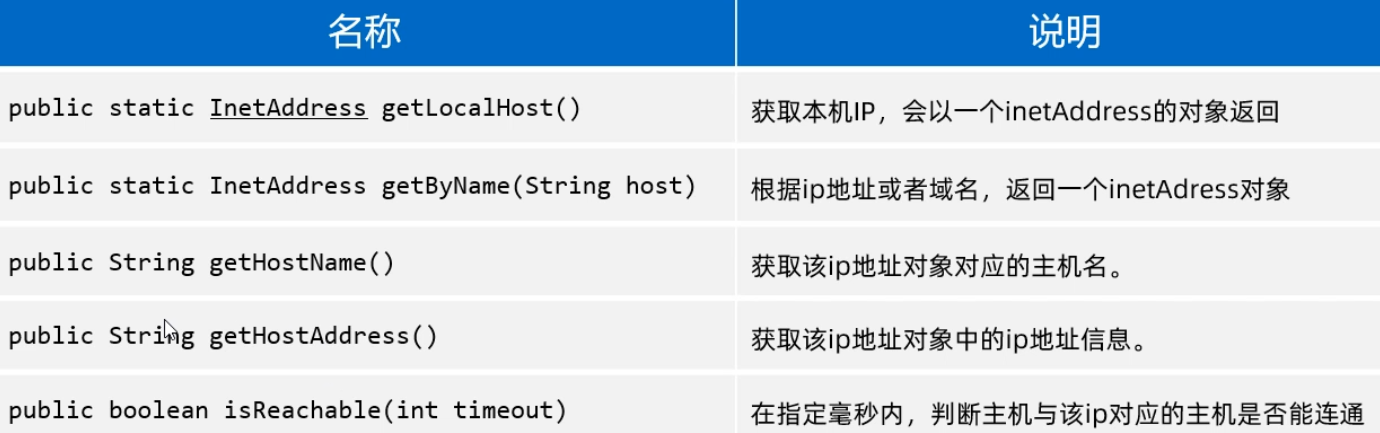 名称 说明
public static InetAddress getLocalHost() 获取本机IP，会以一个inetAddress的对象返回
public static InetAddress getByName(String host) 根据ip地址或者域名，返回一个inetAdress对象
public String getHostName() 获取该ip地址对象对应的主机名。
public String getHostAddress() 获取该ip地址对象中的ip地址信息。
public boolean isReachable(int timeout) 在指定毫秒内，判断主机与该ip对应的主机是否能连通